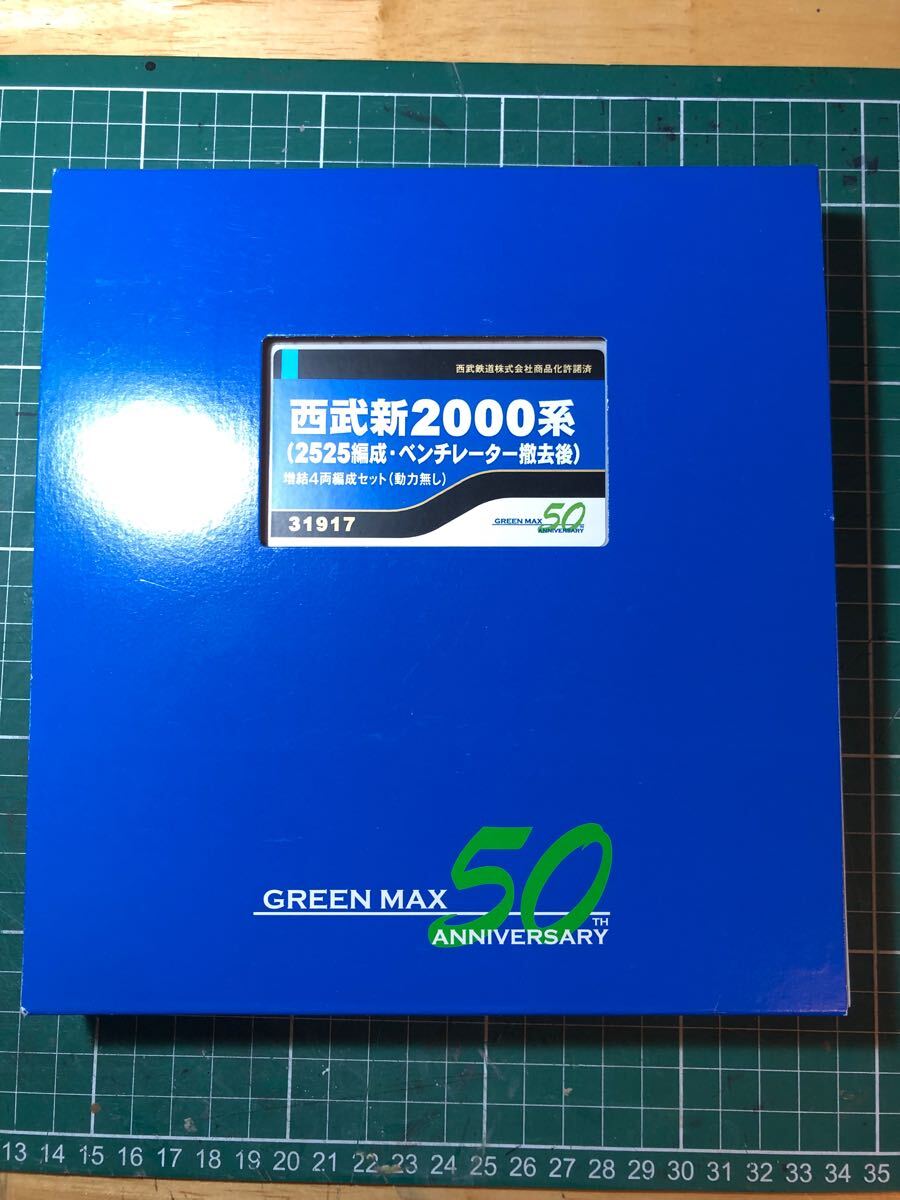 西武鉄道株式会社商品化許諾済
西武新2000系
(2525編成・ベンチレーター撤去後)
増結4両編成セット(動力無し)
31917
GREEN MAX 50TH
ANNIVERSARY
GREEN MAX 50TH
ANNIVERSARY
13 14 15 16 17 18 19 20 21 22 23 24 25 26 27 28 29 30 31 32 33 34 35